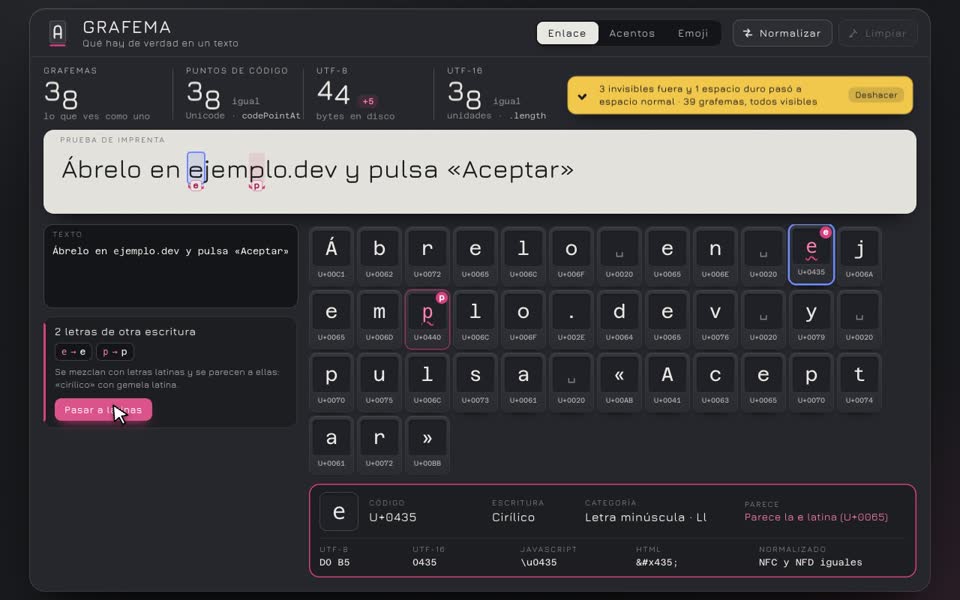 A GRAFEMA
Qué hay de verdad en un texto
Enlace Acentos Emoji
Normalizar Limpiar
GRAFEMAS
38
lo que ves como uno
PUNTOS DE CÓDIGO
38 igual
Unicode · codePointAt
UTF-8
44 +5
bytes en disco
UTF-16
38 igual
unidades · .length
3 invisibles fuera y 1 espacio duro pasó a
espacio normal · 39 grafemas, todos visibles
Deshacer
PRUEBA DE IMPRENTA
Ábrelo en еjemрlo.dev y pulsa «Aceptar»
e p
TEXTO
Ábrelo en еjemрlo.dev y pulsa «Aceptar»
2 letras de otra escritura
е→e р→p
Se mezclan con letras latinas y se parecen a ellas:
«cirílico» con gemela latina.
Á b r e l o ␣ e n ␣ е e j
U+00C1 U+0062 U+0072 U+0065 U+006C U+006F U+0020 U+0065 U+006E U+0020 U+0435 U+006A
e m р p l o . d e v ␣ y ␣
U+0065 U+006D U+0440 U+006C U+006F U+002E U+0064 U+0065 U+0076 U+0020 U+0079 U+0020
p u l s a ␣ « A c e p t
U+0070 U+0075 U+006C U+0073 U+0061 U+0020 U+00AB U+0041 U+0063 U+0065 U+0070 U+0074
a r »
U+0061 U+0072 U+00BB
е
CÓDIGO
U+0435
ESCRITURA
Cirílico
CATEGORÍA
Letra minúscula · Ll
PARECE
Parece la e latina (U+0065)
UTF-8
D0 B5
UTF-16
0435
JAVASCRIPT
\u0435
HTML
&#x435;
NORMALIZADO
NFC y NFD iguales